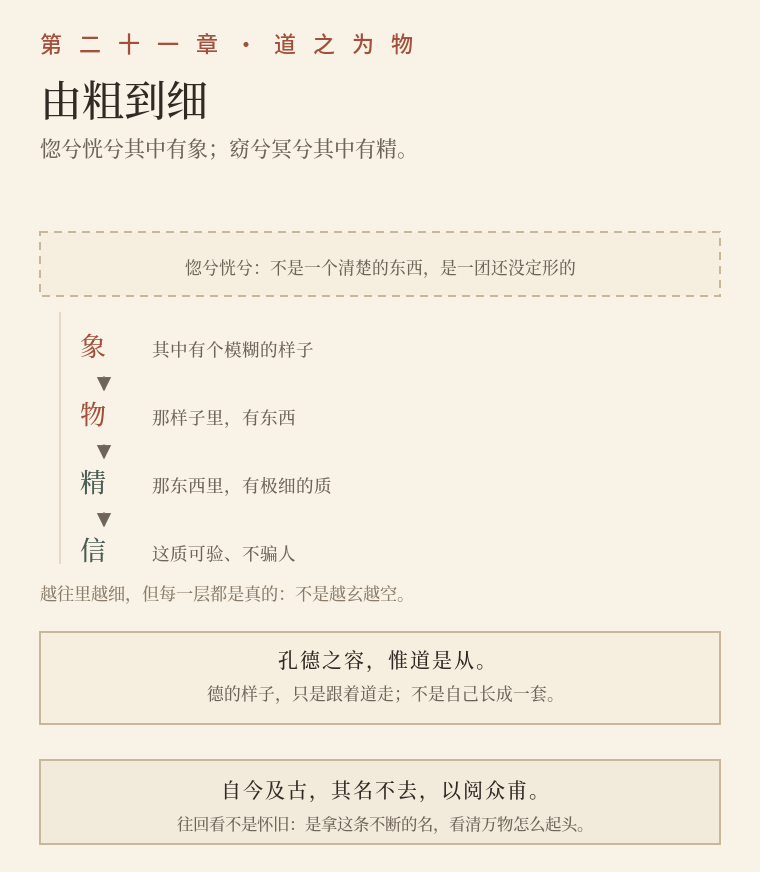 第二十一章·道之为物
由粗到细
惚兮恍兮其中有象；窈兮冥兮其中有精。
惚兮恍兮：不是一个清楚的东西，是一团还没定形的
象 其中有个模糊的样子
▼
物 那样子里，有东西
▼
精 那东西里，有极细的质
▼
信 这质可验、不骗人
越往里越细，但每一层都是真的：不是越玄越空。
孔德之容，惟道是从。
德的样子，只是跟着道走；不是自己长成一套。
自今及古，其名不去，以阅众甫。
往回看不是怀旧：是拿这条不断的名，看清万物怎么起头。